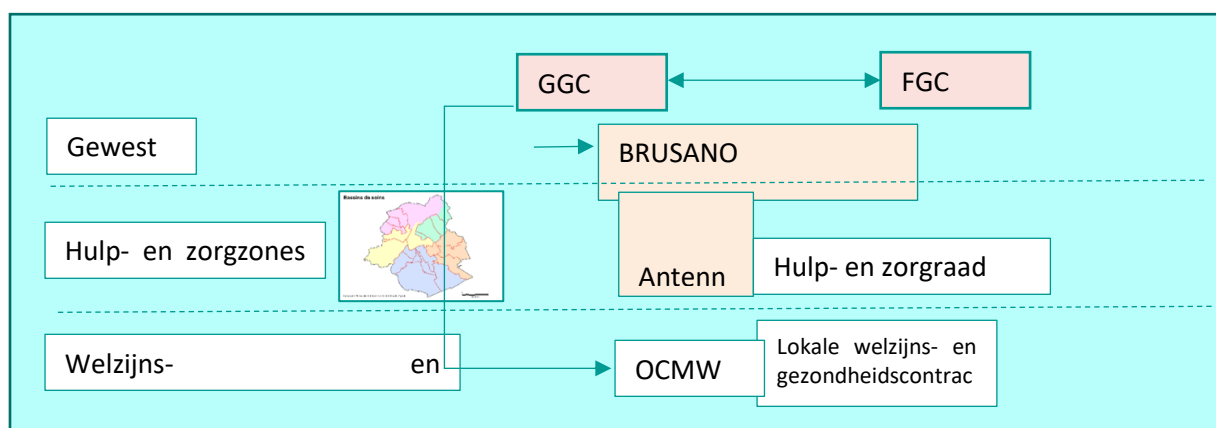 GGC
FGC
Gewest
BRUSANO
Bassins de soins
Hulp- en zorgzones
Antenn
Hulp- en zorgraad
Welzijns- en
OCMW
Lokale welzijns- en
gezondheidscontrac